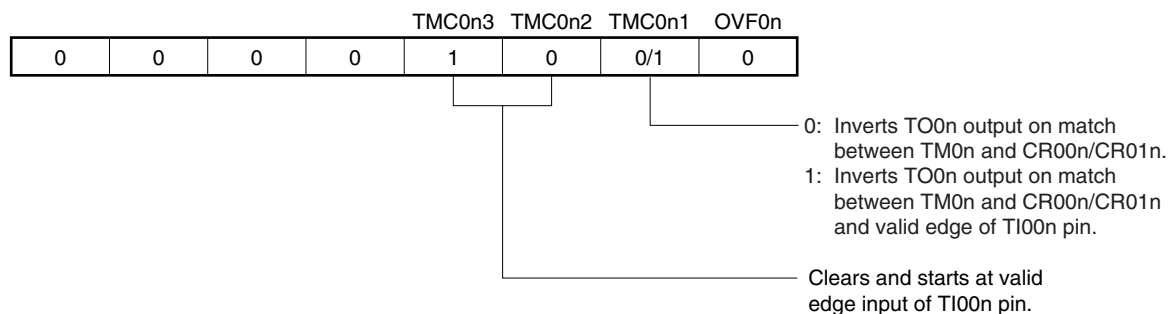 TMC0n3 TMC0n2 TMC0n1 OVF0n
0 0 0 0 1 0 0/1 0
0: Inverts TO0n output on match
between TM0n and CR00n/CR01n.
1: Inverts TO0n output on match
between TM0n and CR00n/CR01n
and valid edge of TI00n pin.
Clears and starts at valid
edge input of TI00n pin.